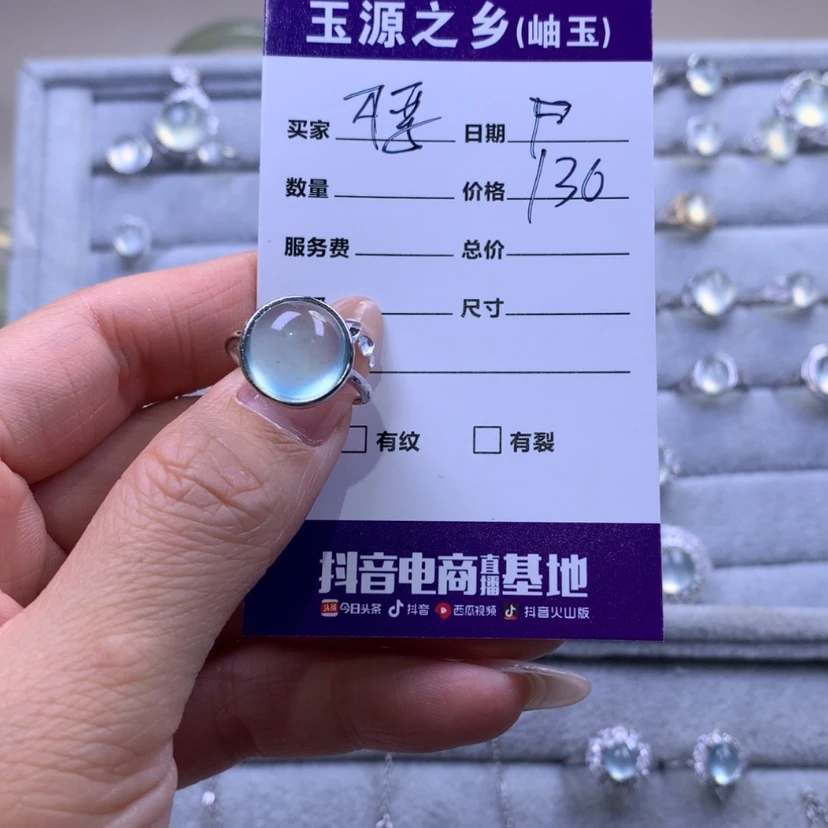 玉源之乡(岫玉)
买家 日期
数量 价格 130
服务费 总价
尺寸
有纹 有裂
抖音电商直播基地
头条 今日头条 抖音 西瓜视频 抖音火山版